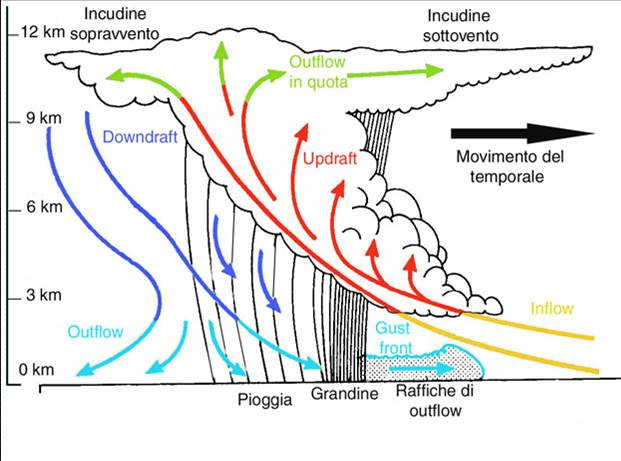 12 km
Incudine
sopravvento
Incudine
sottovento
Outflow
in quota
9 km
Downdraft
Updraft
Movimento del
temporale
6 km
3 km
Outflow
Inflow
Gust
front
0 km
Pioggia
Grandine
Raffiche di
outflow